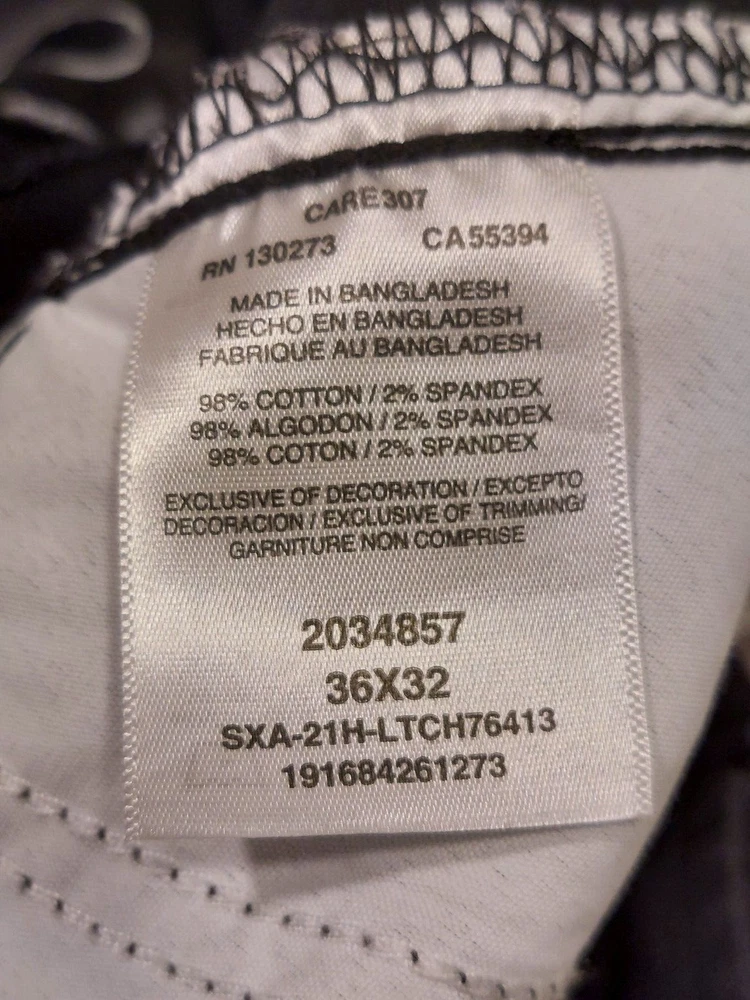 CARE307
RN 130273 CA55394
MADE IN BANGLADESH
HECHO EN BANGLADESH
FABRIQUE AU BANGLADESH
98% COTTON / 2% SPANDEX
98% ALGODON / 2% SPANDEX
98% COTON / 2% SPANDEX
EXCLUSIVE OF DECORATION / EXCEPTO
DECORACION / EXCLUSIVE OF TRIMMING/
GARNITURE NON COMPRISE
2034857
36X32
SXA-21H-LTCH76413
191684261273